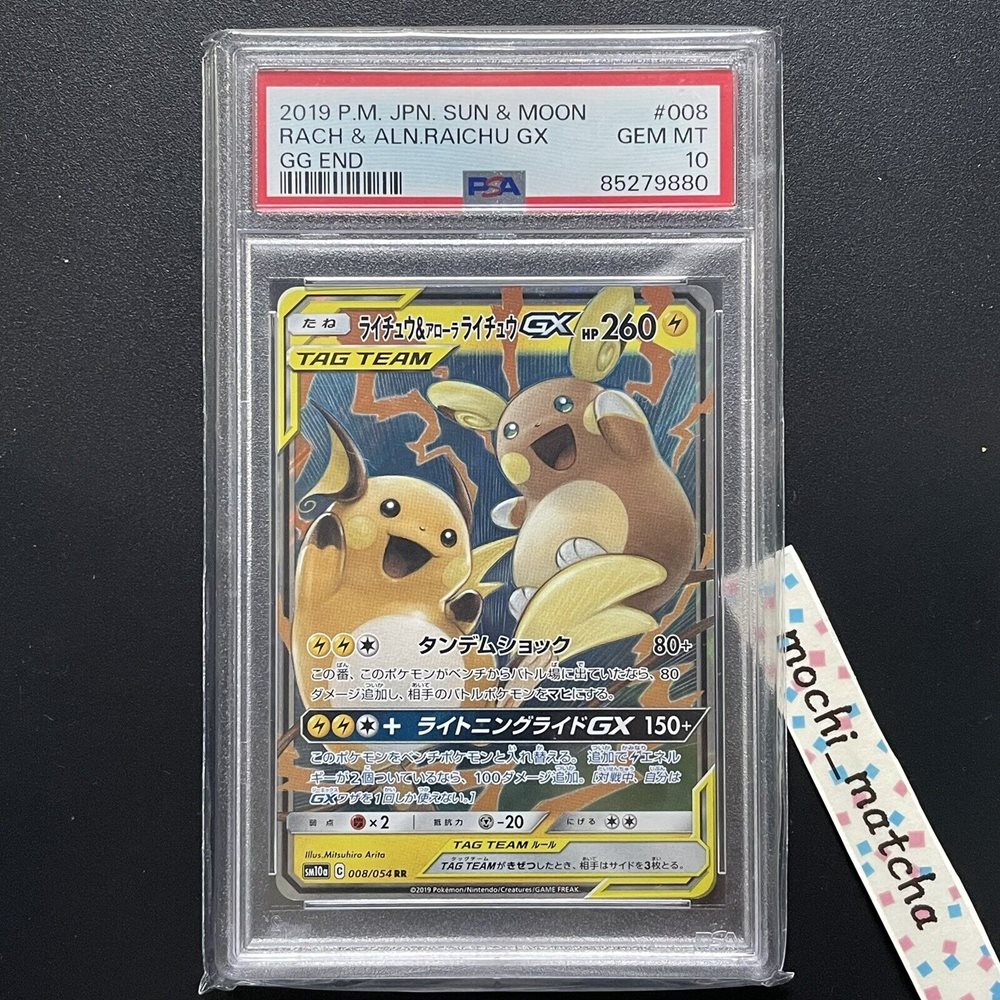 2019 P.M. JPN. SUN & MOON #008
RACH & ALN.RAICHU GX GEM MT
GG END 10
PSA 85279880
たね ライチュウ&アローラライチュウGX HP260
TAG TEAM
タンデムショック 80+
この番、このポケモンがベンチからバトル場に出ていたなら、80
ダメージ追加し、相手のバトルポケモンをマヒにする。
+ ライトニングライドGX 150+
このポケモンをベンチポケモンと入れ替える。追加でエネル
ギーが2個ついているなら、100ダメージ追加。[対戦中、自分は
GXワザを1回しか使えない。]
弱点 ×2 抵抗力 -20 にげる
TAG TEAM ルール
TAG TEAMがきぜつしたとき、相手はサイドを3枚とる。
Illus.Mitsuhiro Arita
sm10a C 008/054 RR
©2019 Pokémon/Nintendo/Creatures/GAME FREAK.
PSA
mochi_matcha